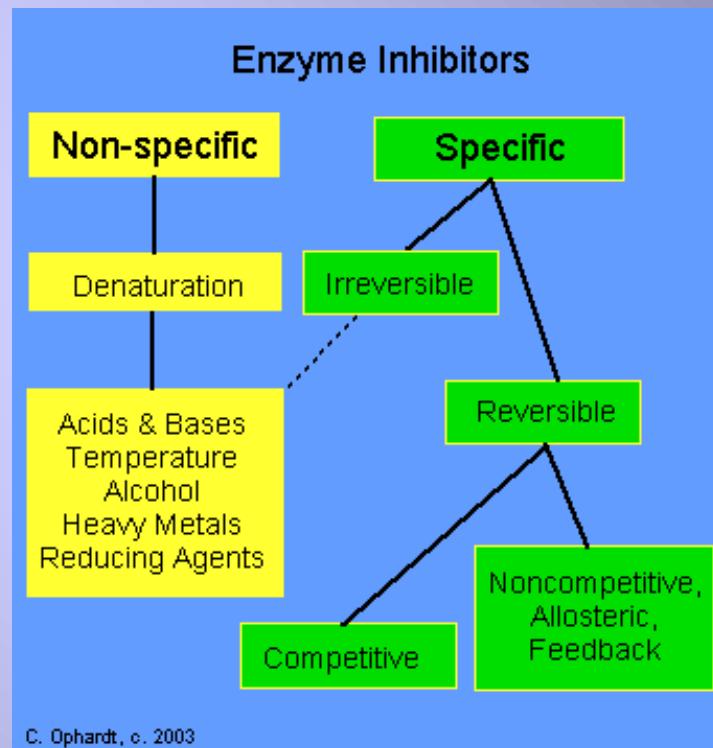 Enzyme Inhibitors
Non-specific
Specific
Denaturation
Irreversible
Acids & Bases
Temperature
Alcohol
Heavy Metals
Reducing Agents
Reversible
Competitive
Noncompetitive,
Allosteric,
Feedback
C. Ophardt, c. 2003